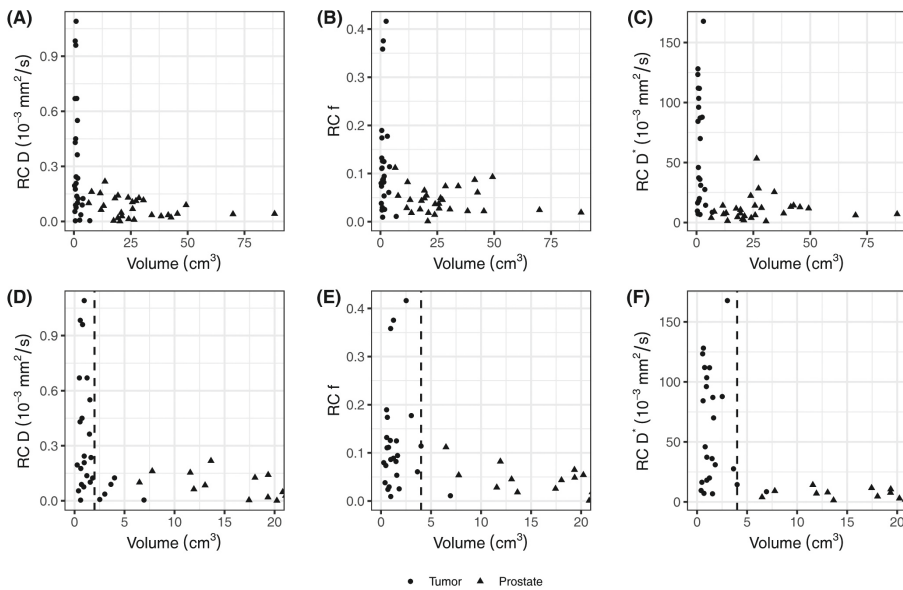 (A)
RC D (10⁻³ mm²/s)
0.9
0.6
0.3
0.0
0
25
50
75
Volume (cm³)
(B)
RC f
0.4
0.3
0.2
0.1
0.0
0
25
50
75
Volume (cm³)
(C)
RC D* (10⁻³ mm²/s)
150
100
50
0
0
25
50
75
Volume (cm³)
(D)
RC D (10⁻³ mm²/s)
0.9
0.6
0.3
0.0
0
5
10
15
20
Volume (cm³)
(E)
RC f
0.4
0.3
0.2
0.1
0.0
0
5
10
15
20
Volume (cm³)
(F)
RC D* (10⁻³ mm²/s)
150
100
50
0
0
5
10
15
20
Volume (cm³)
Tumor
Prostate